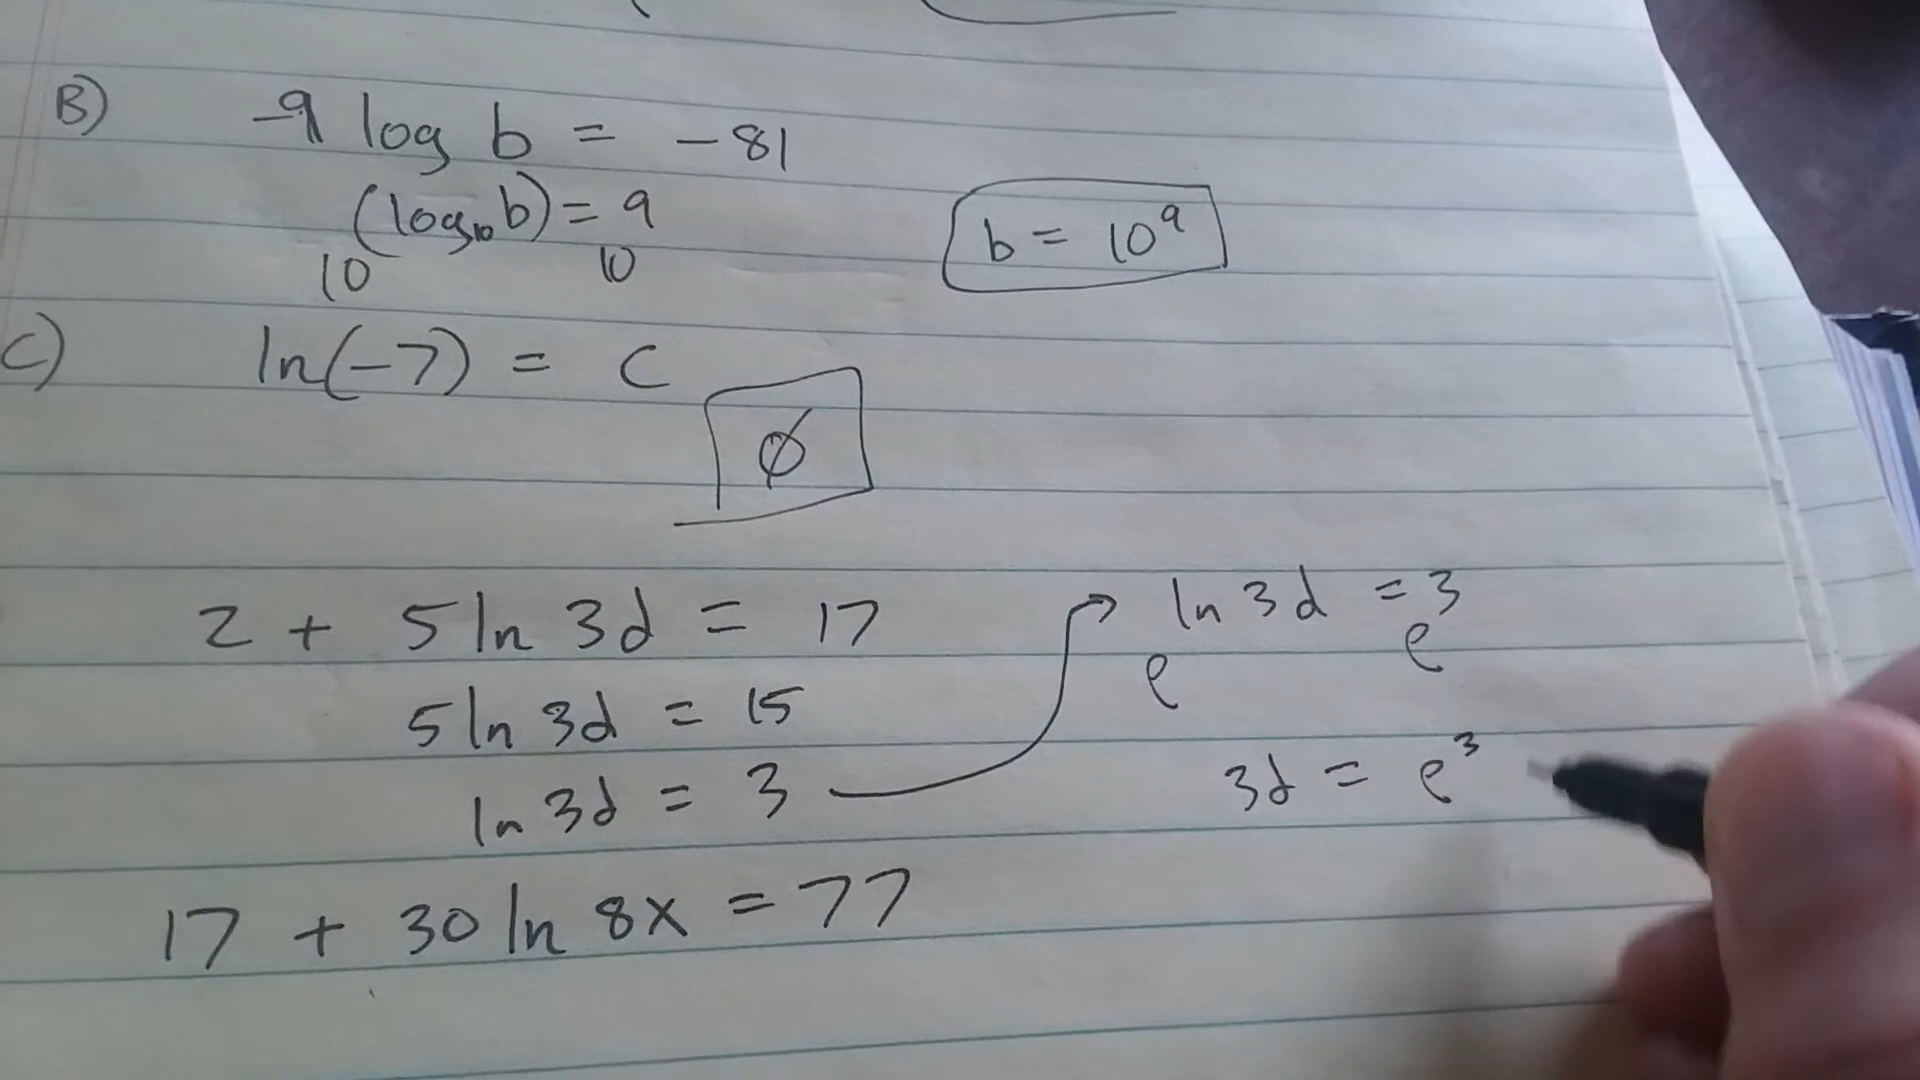 B) -9 log b = -81
(log₁₀ b) = 9
10 10
b = 10⁹
C) ln(-7) = C
∅
2 + 5 ln 3d = 17
5 ln 3d = 15
ln 3d = 3
ln 3d = 3
e e
3d = e³
17 + 30 ln 8x = 77